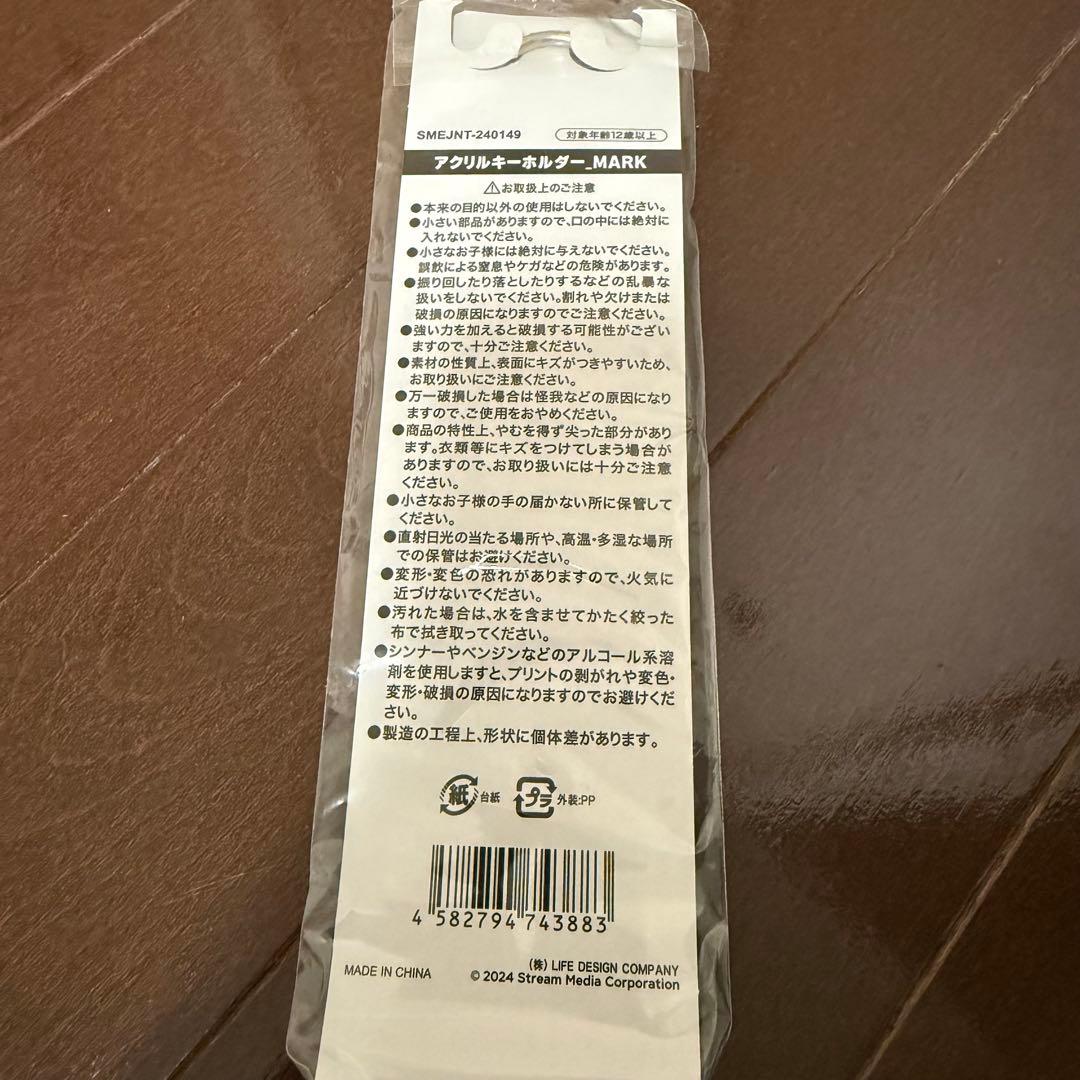 SMEJNT-240149
対象年齢12歳以上
アクリルキーホルダー_MARK
⚠お取扱上のご注意
●本来の目的以外の使用はしないでください。
●小さい部品がありますので、口の中には絶対に
入れないでください。
●小さなお子様には絶対に与えないでください。
誤飲による窒息やケガなどの危険があります。
●振り回したり落としたりするなどの乱暴な
扱いをしないでください。割れや欠けまたは
破損の原因になりますのでご注意ください。
●強い力を加えると破損する可能性がござい
ますので、十分ご注意ください。
●素材の性質上、表面にキズがつきやすいため、
お取り扱いにご注意ください。
●万一破損した場合は怪我などの原因になり
ますので、ご使用をおやめください。
●商品の特性上、やむを得ず尖った部分があり
ます。衣類等にキズをつけてしまう場合が
ありますので、お取り扱いには十分ご注意
ください。
●小さなお子様の手の届かない所に保管して
ください。
●直射日光の当たる場所や、高温・多湿な場所
での保管はお避けください。
●変形・変色の恐れがありますので、火気に
近づけないでください。
●汚れた場合は、水を含ませてかたく絞った
布で拭き取ってください。
●シンナーやベンジンなどのアルコール系溶
剤を使用しますと、プリントの剥がれや変色・
変形・破損の原因になりますのでお避けくだ
さい。
●製造の工程上、形状に個体差があります。
紙 台紙 プラ 外装:PP
4 582794 743883
(株) LIFE DESIGN COMPANY
MADE IN CHINA
© 2024 Stream Media Corporation